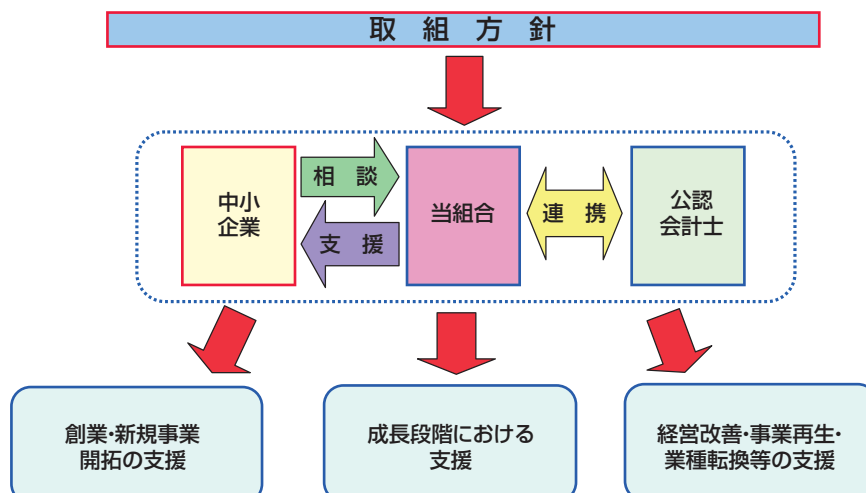 取 組 方 針
中小
企業
相 談
支 援
当組合
連 携
公認
会計士
創業・新規事業
開拓の支援
成長段階における
支援
経営改善・事業再生・
業種転換等の支援